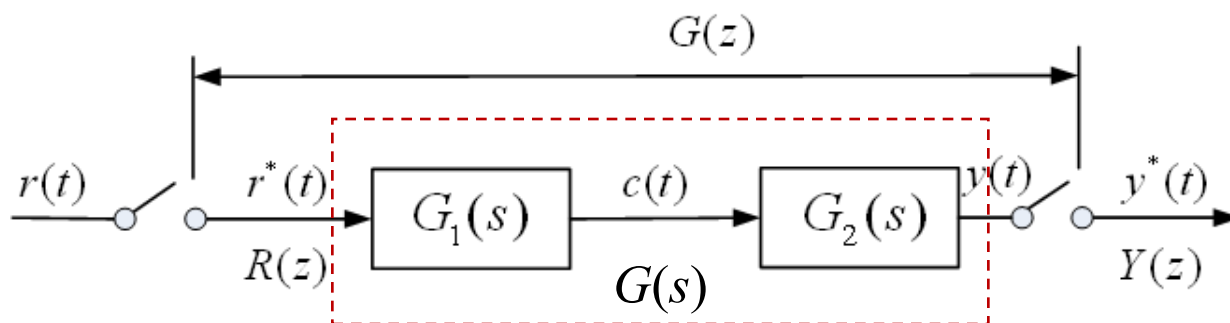 G(z)
r(t) r*(t) G₁(s) c(t) G₂(s) y(t) y*(t)
R(z) G(s) Y(z)